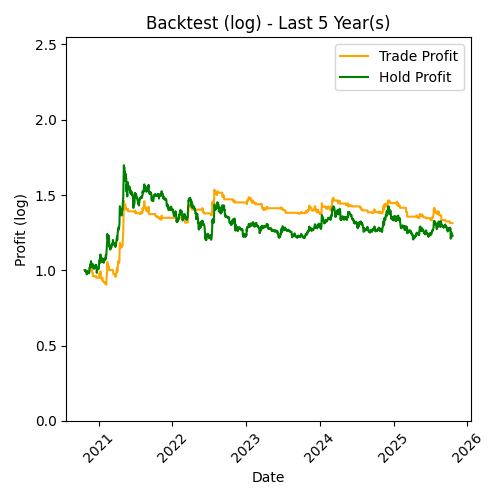 Backtest (log) - Last 5 Year(s)
Trade Profit
Hold Profit
Profit (log)
2.5
2.0
1.5
1.0
0.5
0.0
2021
2022
2023
2024
2025
2026
Date